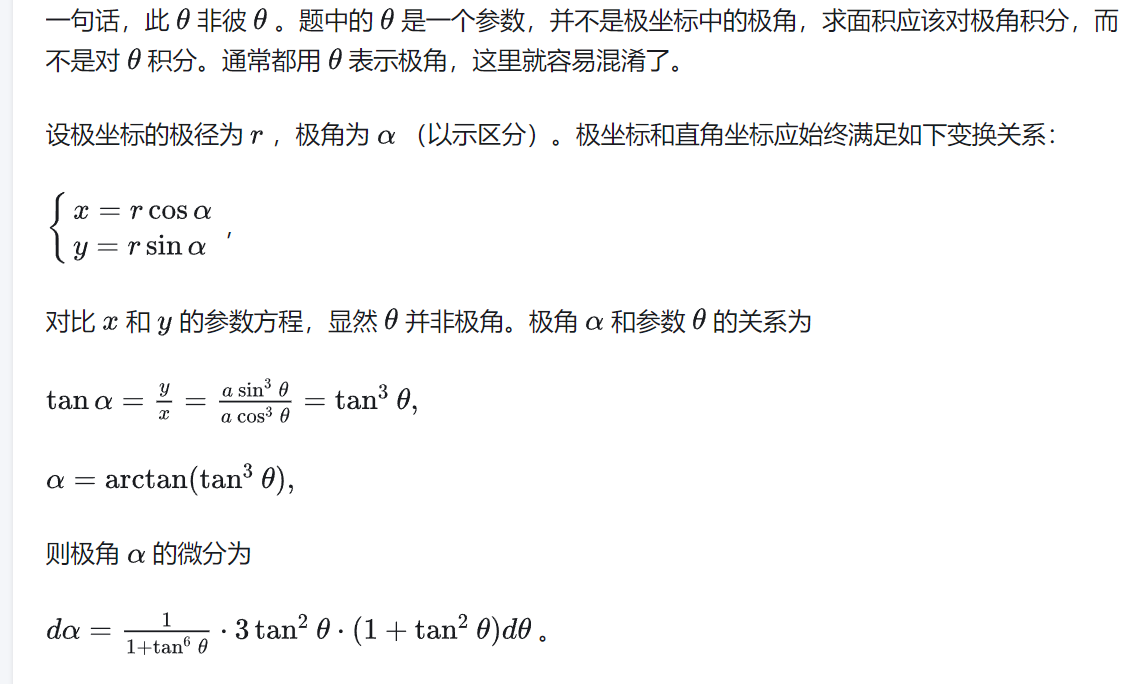 一句话，此 θ 非彼 θ 。题中的 θ 是一个参数，并不是极坐标中的极角，求面积应该对极角积分，而
不是对 θ 积分。通常都用 θ 表示极角，这里就容易混淆了。
设极坐标的极径为 r ，极角为 α （以示区分）。极坐标和直角坐标应始终满足如下变换关系：
{ x = r cos α
y = r sin α ，
对比 x 和 y 的参数方程，显然 θ 并非极角。极角 α 和参数 θ 的关系为
tan α = y/x = (a sin³ θ)/(a cos³ θ) = tan³ θ,
α = arctan(tan³ θ),
则极角 α 的微分为
dα = 1/(1+tan⁶ θ) · 3 tan² θ · (1 + tan² θ)dθ 。